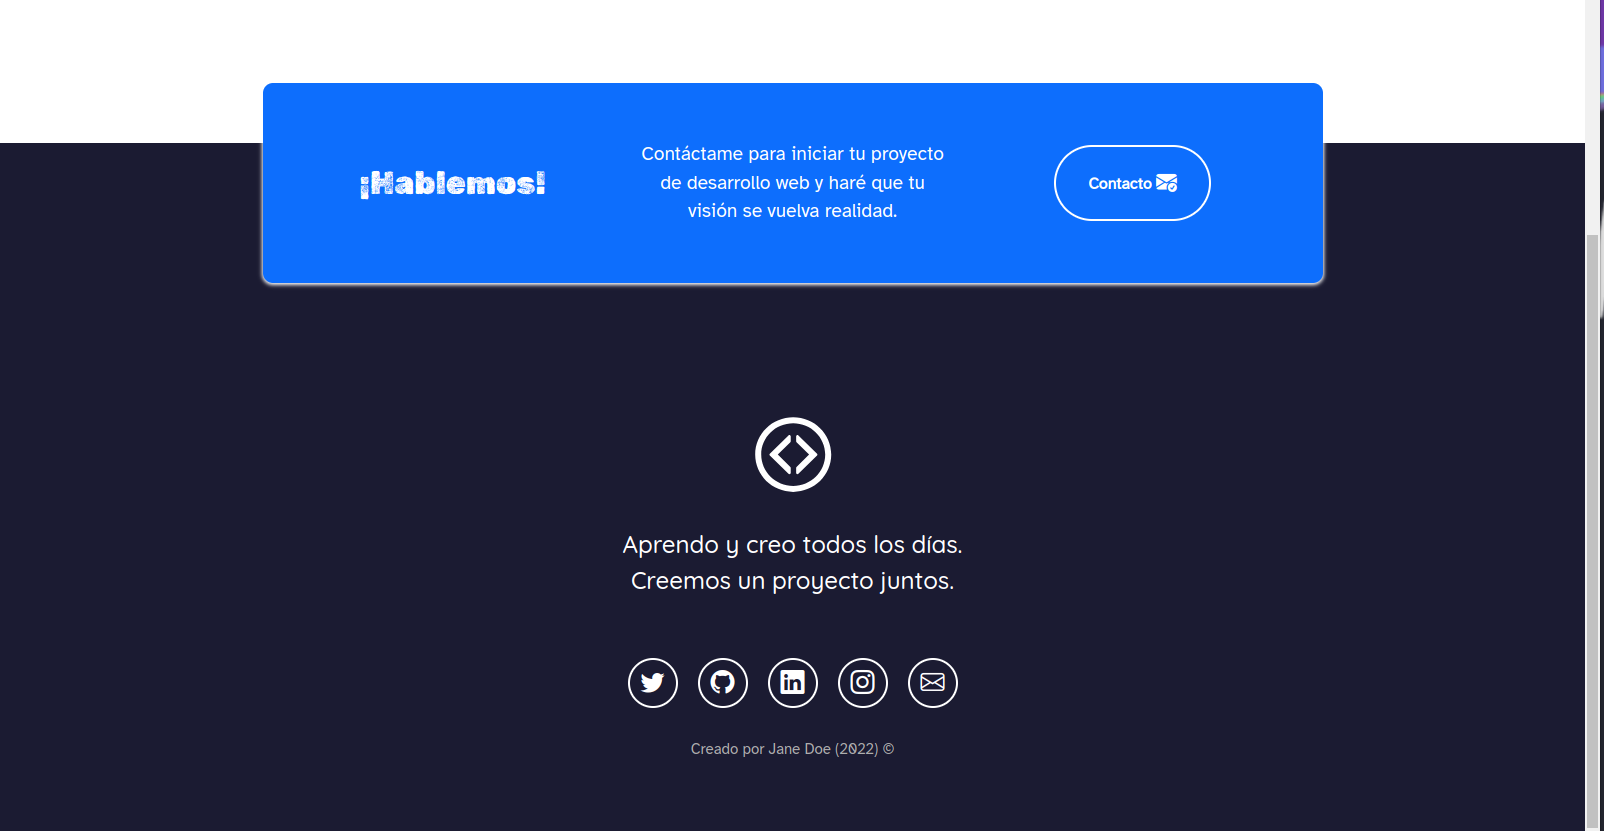 ¡Hablemos!
Contáctame para iniciar tu proyecto
de desarrollo web y haré que tu
visión se vuelva realidad.
Contacto
Aprendo y creo todos los días.
Creemos un proyecto juntos.
Creado por Jane Doe (2022) ©